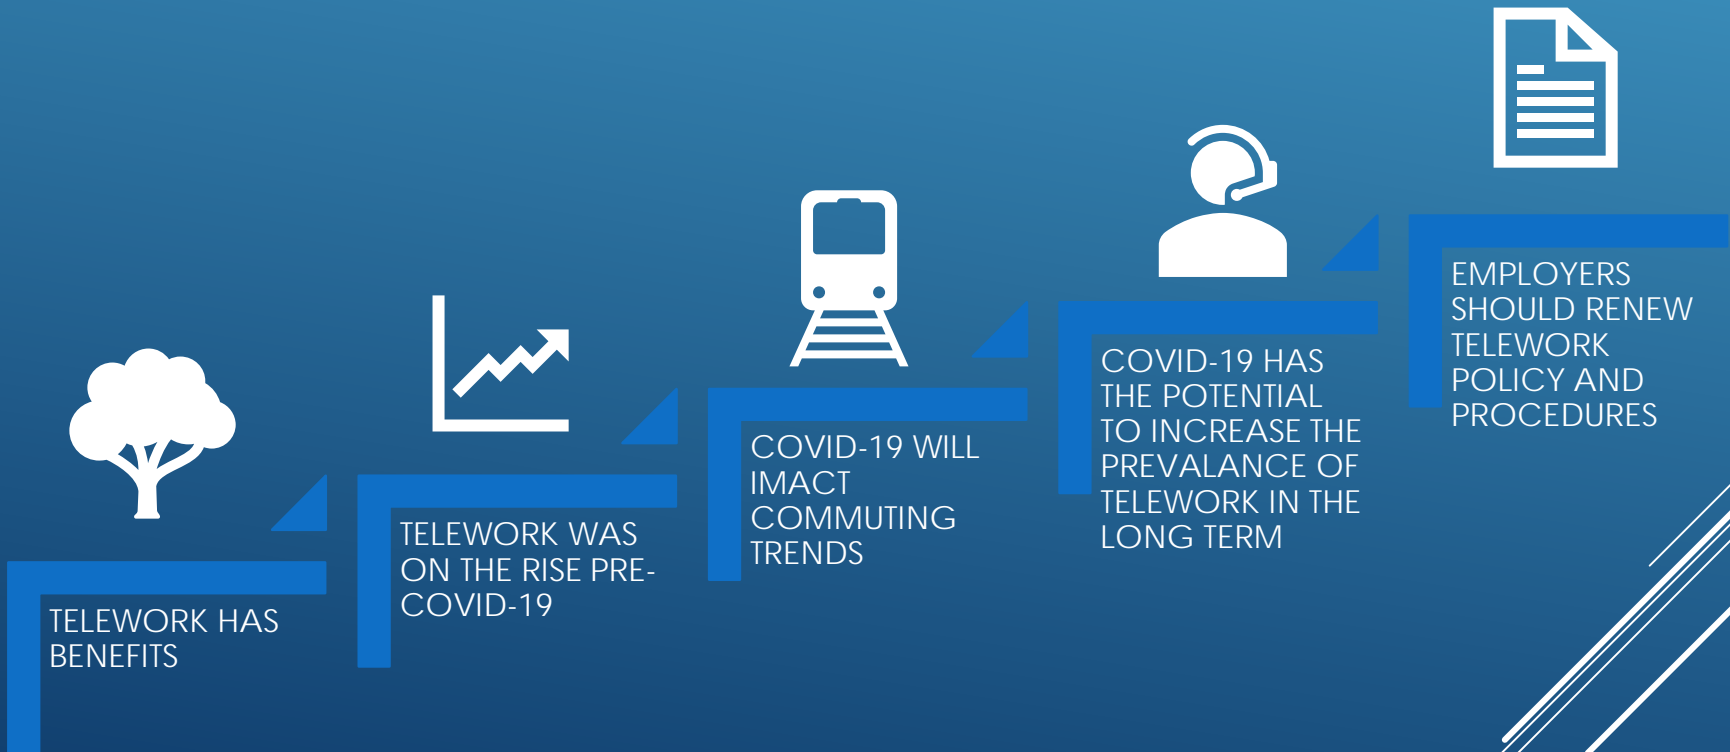 TELEWORK HAS
BENEFITS
TELEWORK WAS
ON THE RISE PRE-
COVID-19
COVID-19 WILL
IMACT
COMMUTING
TRENDS
COVID-19 HAS
THE POTENTIAL
TO INCREASE THE
PREVALANCE OF
TELEWORK IN THE
LONG TERM
EMPLOYERS
SHOULD RENEW
TELEWORK
POLICY AND
PROCEDURES